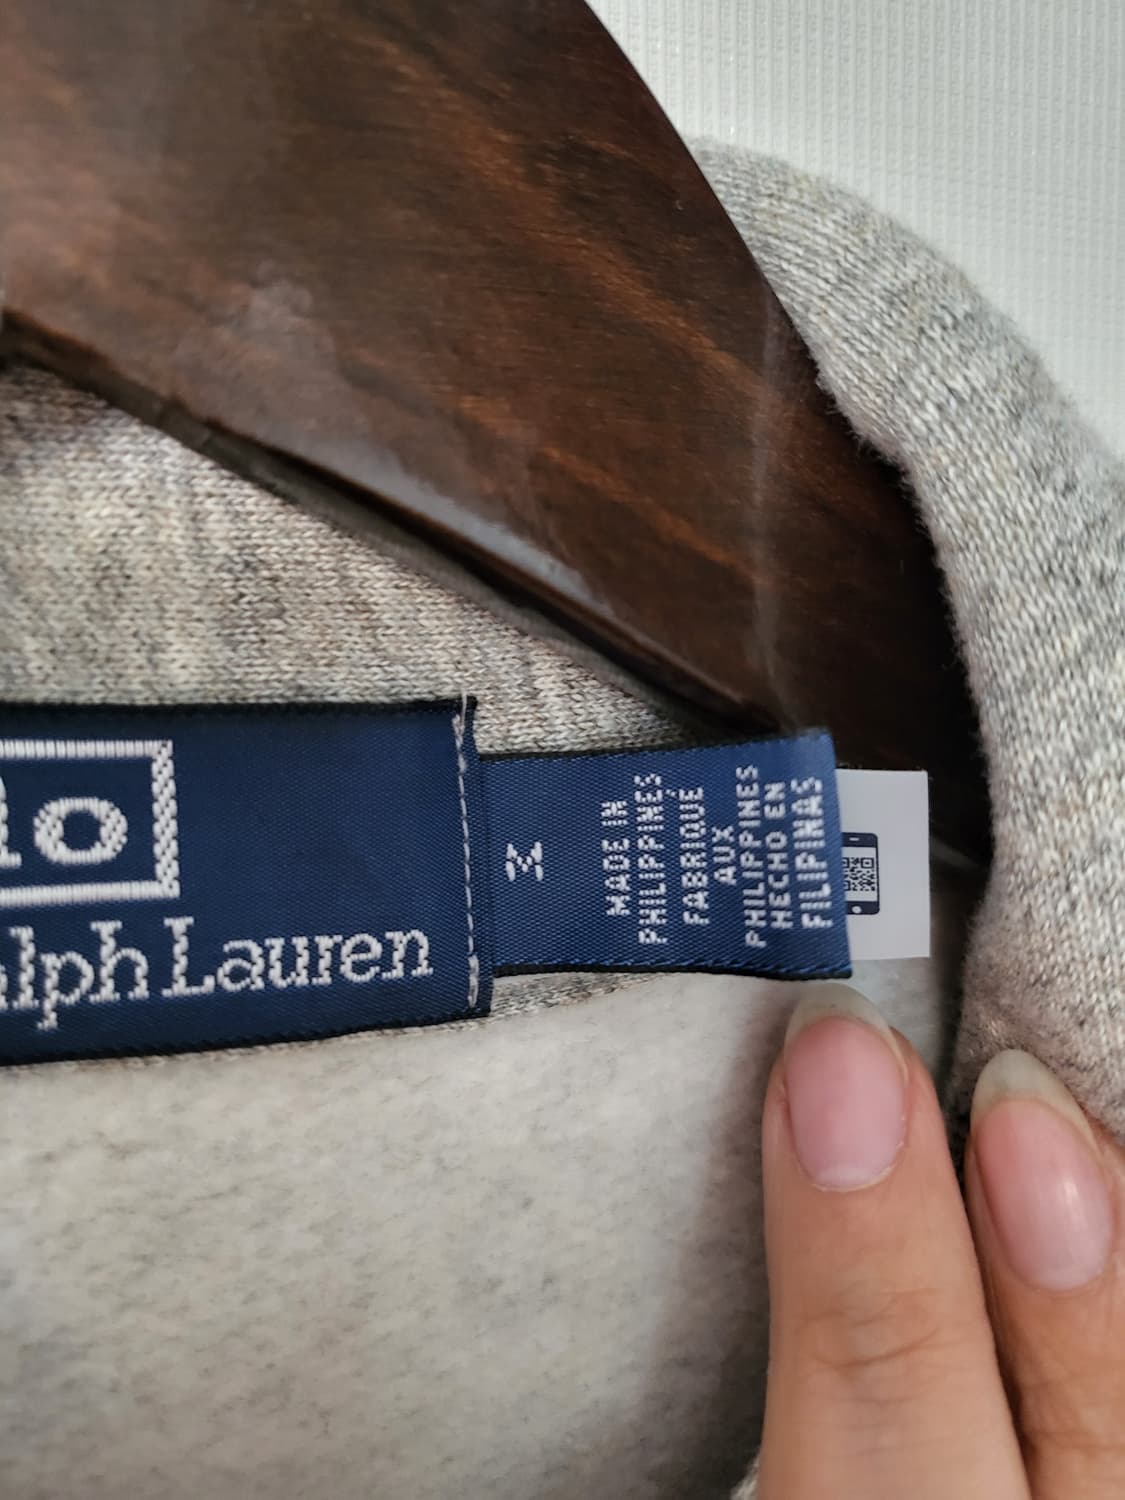 lo
alph Lauren
M
MADE IN
PHILIPPINES
FABRIQUÉ
AUX
PHILIPPINES
HECHO EN
FILIPINAS